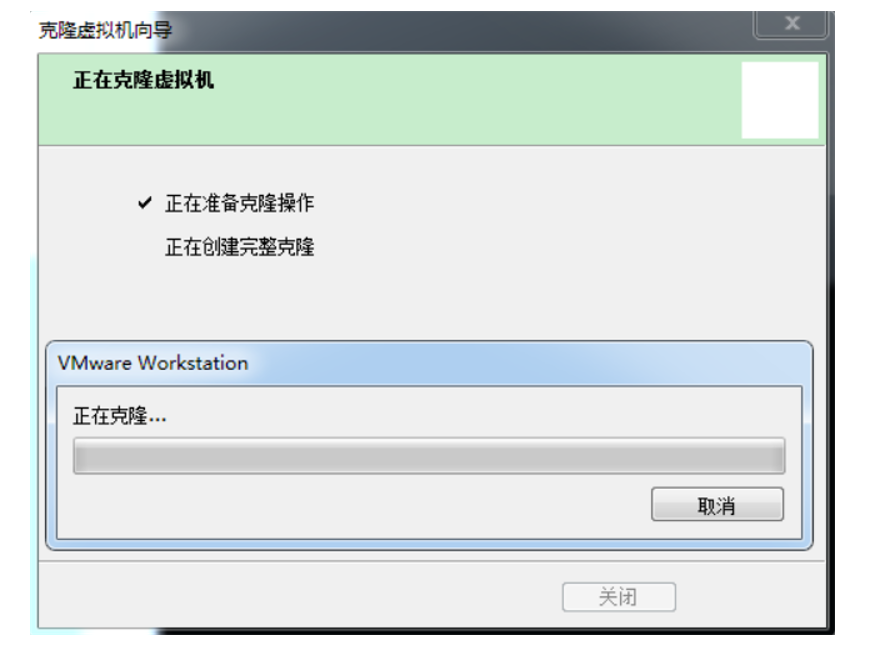 克隆虚拟机向导
正在克隆虚拟机
✔ 正在准备克隆操作
正在创建完整克隆
VMware Workstation
正在克隆...
取消
关闭